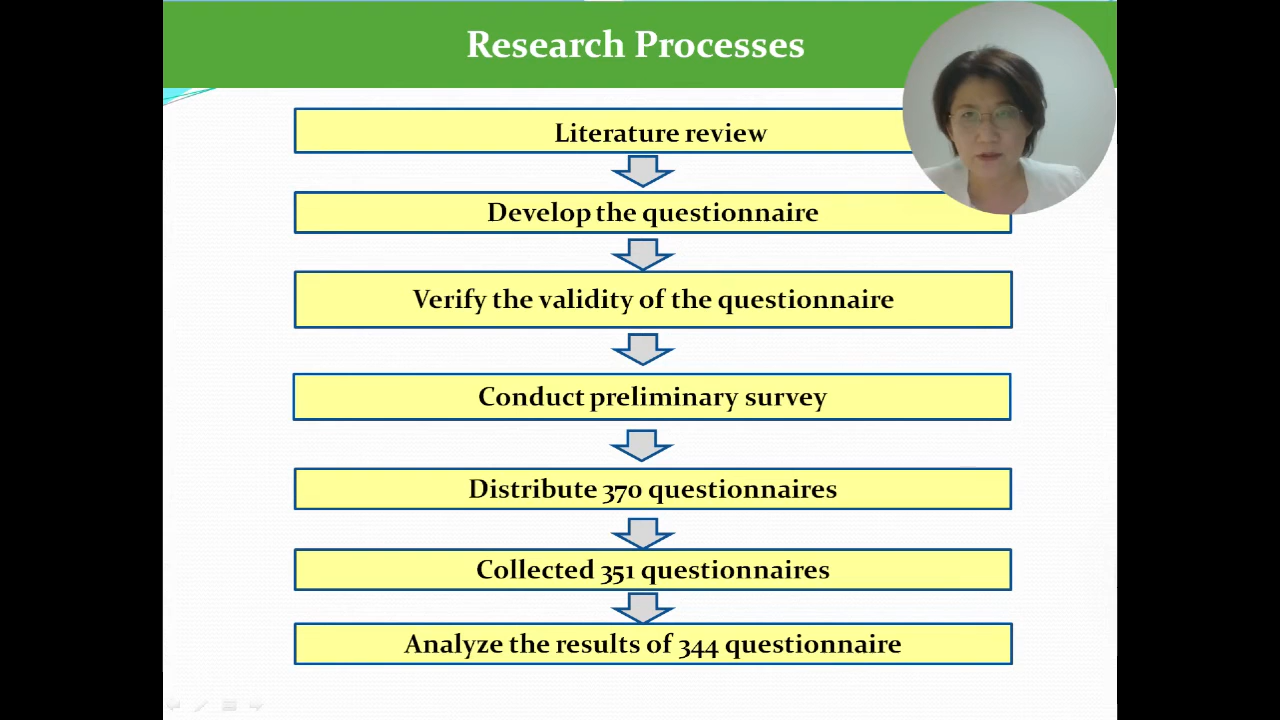 Research Processes
Literature review
Develop the questionnaire
Verify the validity of the questionnaire
Conduct preliminary survey
Distribute 370 questionnaires
Collected 351 questionnaires
Analyze the results of 344 questionnaire